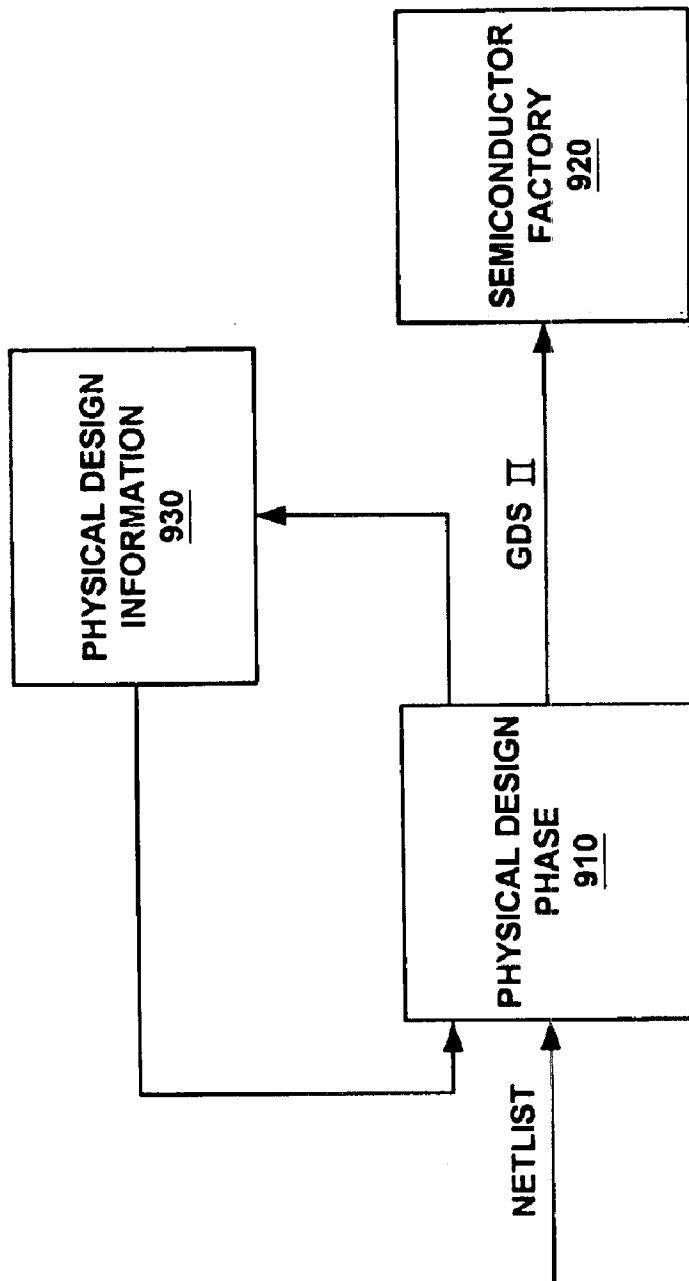 PHYSICAL DESIGN
INFORMATION
930
NETLIST
PHYSICAL DESIGN
PHASE
910
GDS II
SEMICONDUCTOR
FACTORY
920